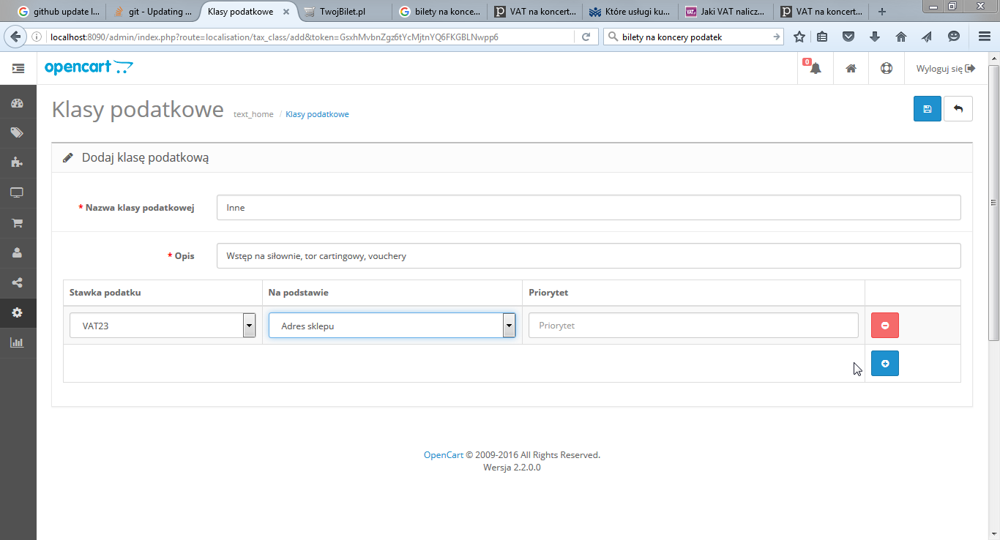 github update l...
git - Updating ...
Klasy podatkowe
TwojBilet.pl
bilety na konce...
VAT na koncert...
Które usługi ku...
Jaki VAT nalicz...
VAT na koncert...
localhost:8090/admin/index.php?route=localisation/tax_class/add&token=GsxhMvbnZgz6tYcMjtnYQ6FKGBLNwpp6
bilety na koncery podatek
opencart
0
Wyloguj się
Klasy podatkowe
text_home / Klasy podatkowe
Dodaj klasę podatkową
* Nazwa klasy podatkowej
Inne
* Opis
Wstęp na siłownie, tor cartingowy, vouchery
Stawka podatku
Na podstawie
Priorytet
VAT23
Adres sklepu
Priorytet
OpenCart © 2009-2016 All Rights Reserved.
Wersja 2.2.0.0